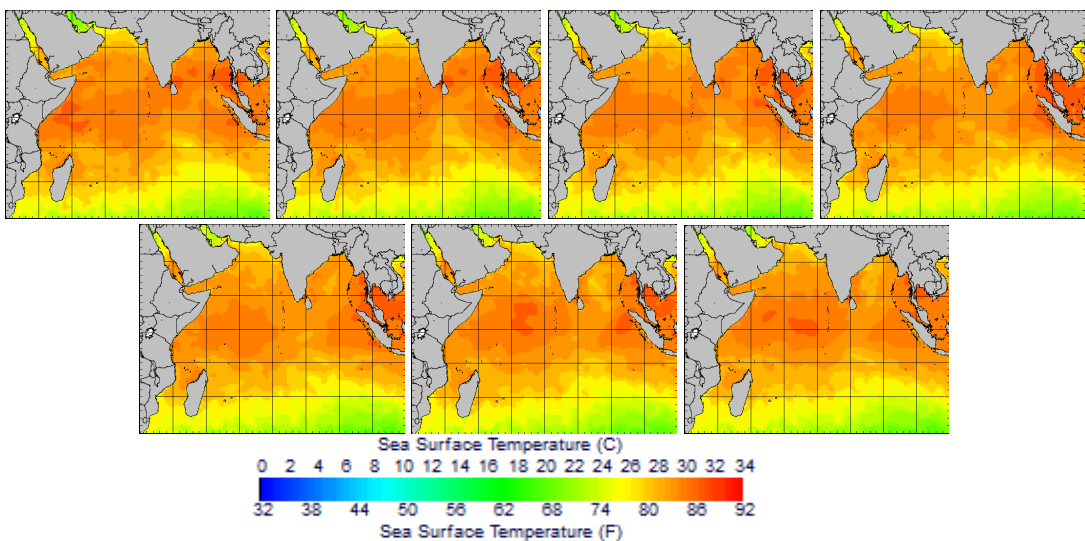 Sea Surface Temperature (C)
0 2 4 6 8 10 12 14 16 18 20 22 24 26 28 30 32 34
32 38 44 50 56 62 68 74 80 86 92
Sea Surface Temperature (F)